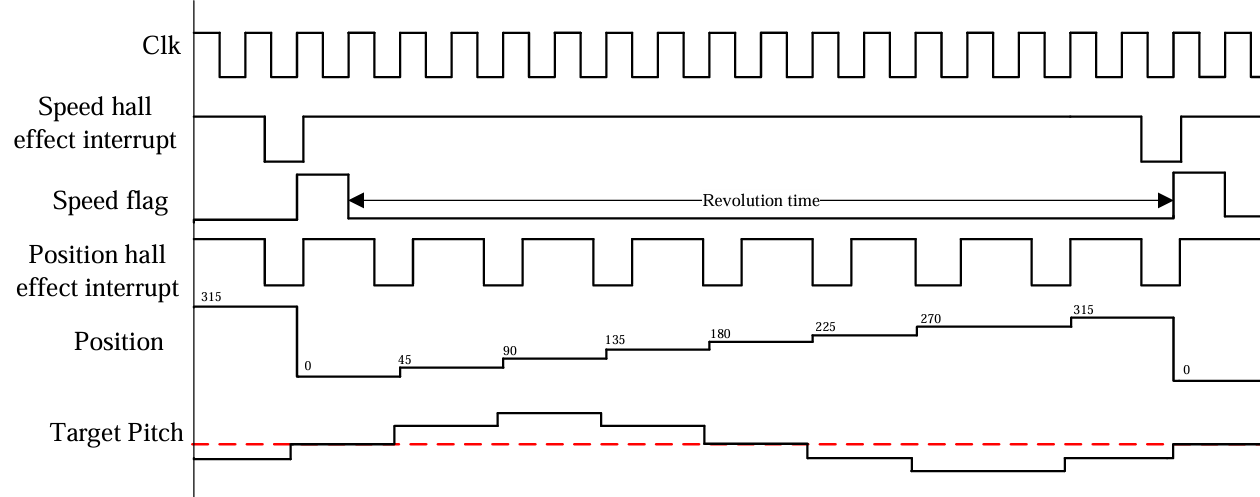 Clk
Speed hall
effect interrupt
Speed flag
Revolution time
Position hall
effect interrupt
315
Position
0
45
90
135
180
225
270
315
0
Target Pitch